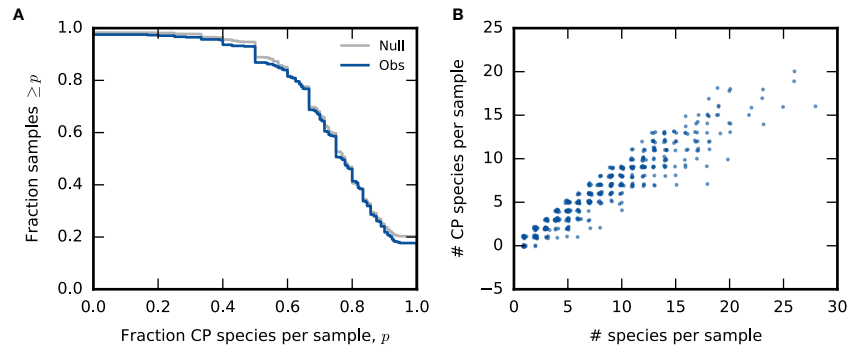 A
1.0
0.8
0.6
0.4
0.2
0.0
Fraction samples ≥ p
Null
Obs
0.0 0.2 0.4 0.6 0.8 1.0
Fraction CP species per sample, p
B
25
20
15
10
5
0
−5
# CP species per sample
0 5 10 15 20 25 30
# species per sample